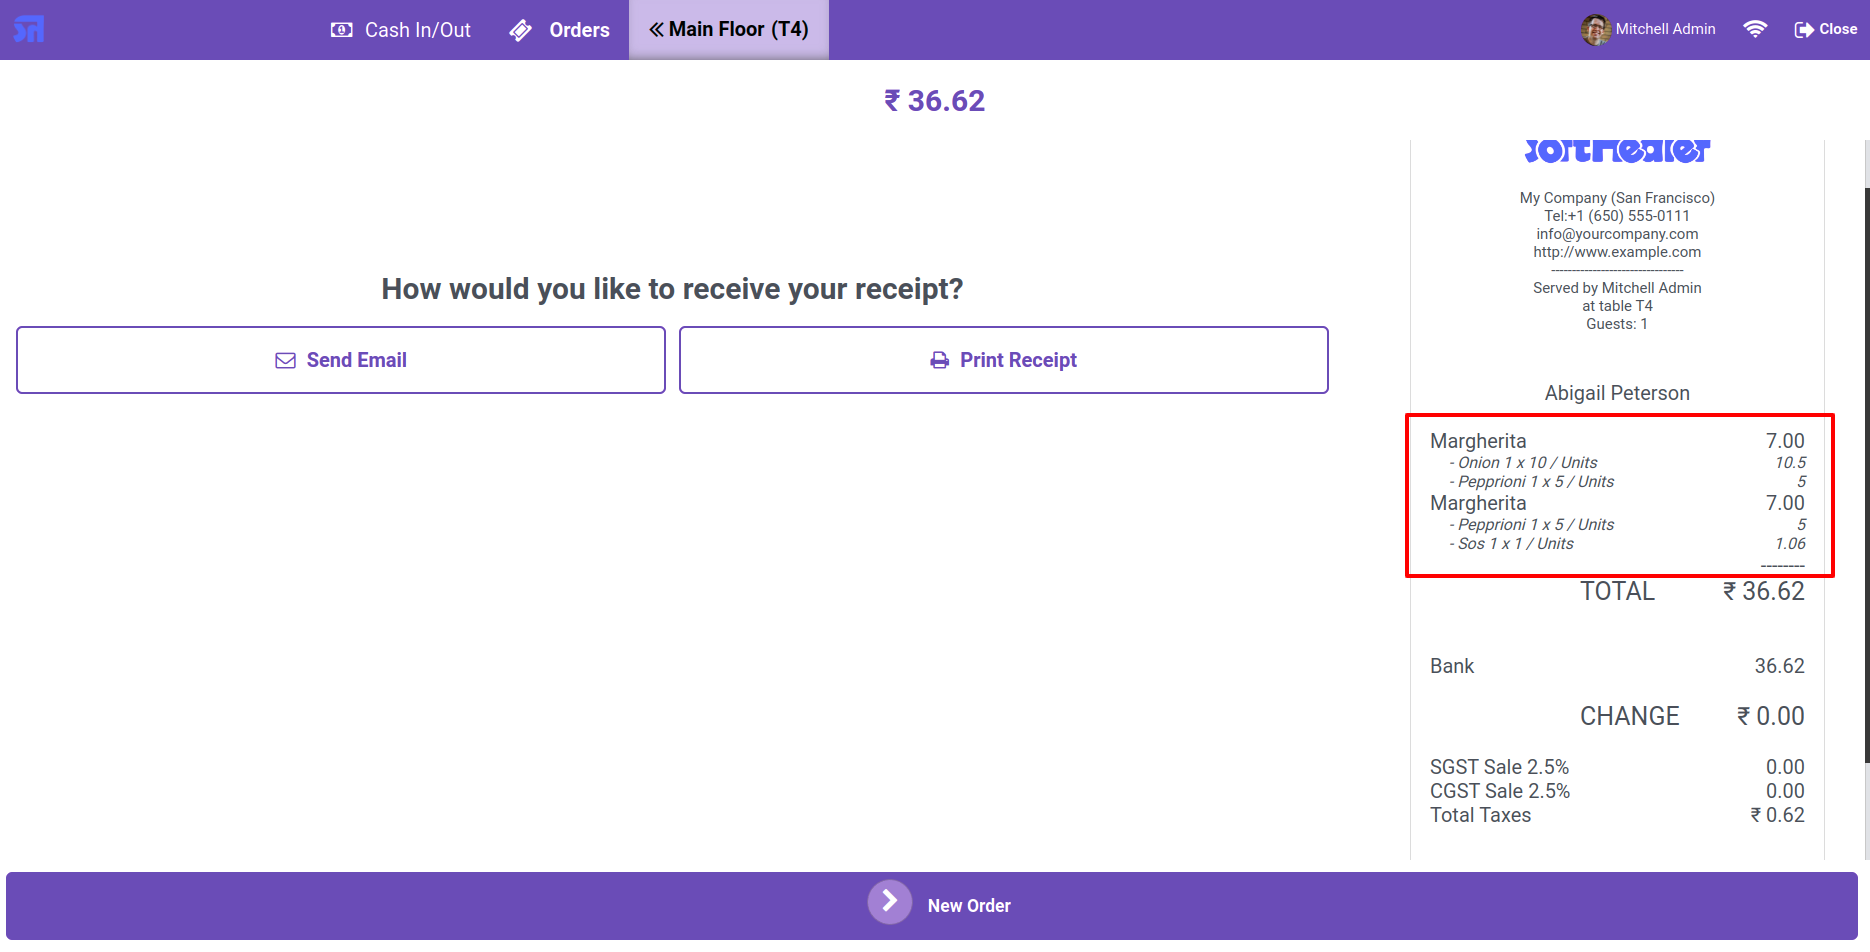 Cash In/Out Orders Main Floor (T4) Mitchell Admin Close
₹ 36.62
SoftHealer
My Company (San Francisco)
Tel:+1 (650) 555-0111
info@yourcompany.com
http://www.example.com
--------------------------------
Served by Mitchell Admin
at table T4
Guests: 1
How would you like to receive your receipt?
Send Email Print Receipt
Abigail Peterson
Margherita 7.00
- Onion 1 x 10 / Units 10.5
- Pepprioni 1 x 5 / Units 5
Margherita 7.00
- Pepprioni 1 x 5 / Units 5
- Sos 1 x 1 / Units 1.06
--------
TOTAL ₹ 36.62
Bank 36.62
CHANGE ₹ 0.00
SGST Sale 2.5% 0.00
CGST Sale 2.5% 0.00
Total Taxes ₹ 0.62
New Order